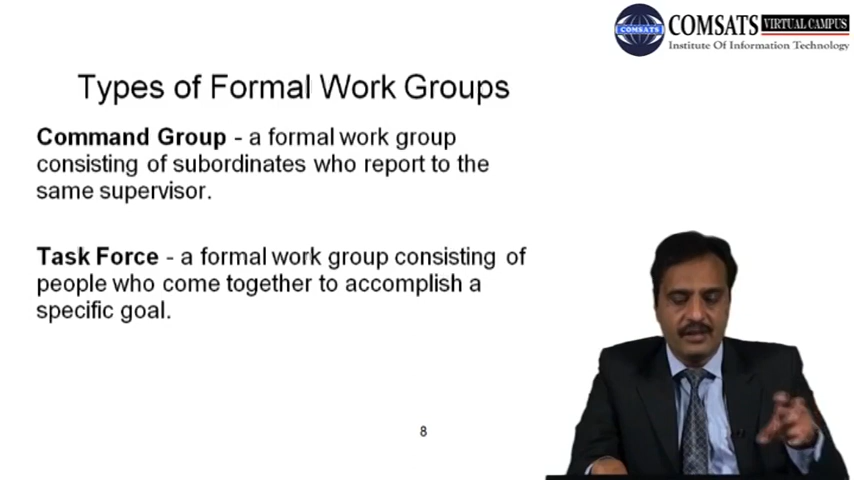 COMSATS VIRTUAL CAMPUS
COMSATS
Institute Of Information Technology
Types of Formal Work Groups
Command Group - a formal work group
consisting of subordinates who report to the
same supervisor.
Task Force - a formal work group consisting of
people who come together to accomplish a
specific goal.
8